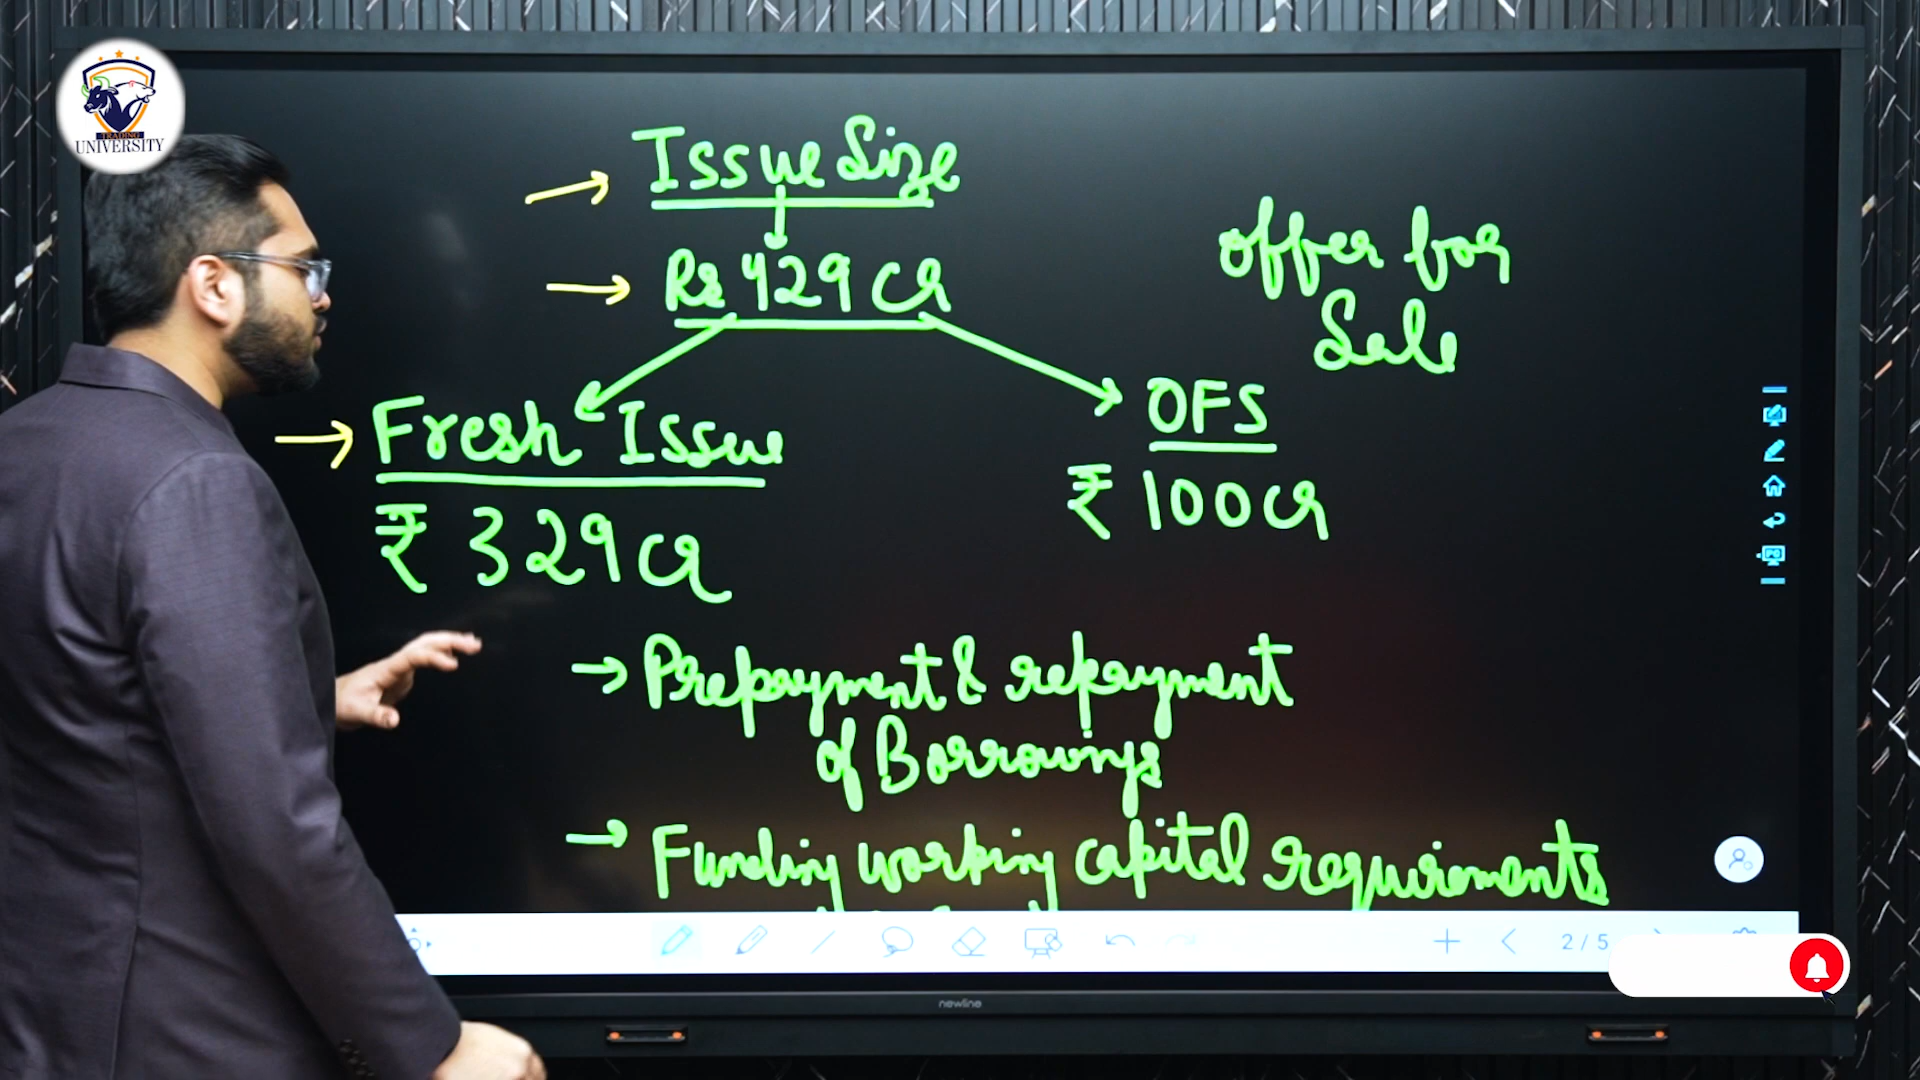 TRADING
UNIVERSITY
Issue Size
Rs 429 Cr
offer for
Sale
Fresh Issue
₹ 329 Cr
OFS
₹ 100 Cr
→ Prepayment & repayment
of Borrowings
→ Funding working capital requirements
2/5
newline